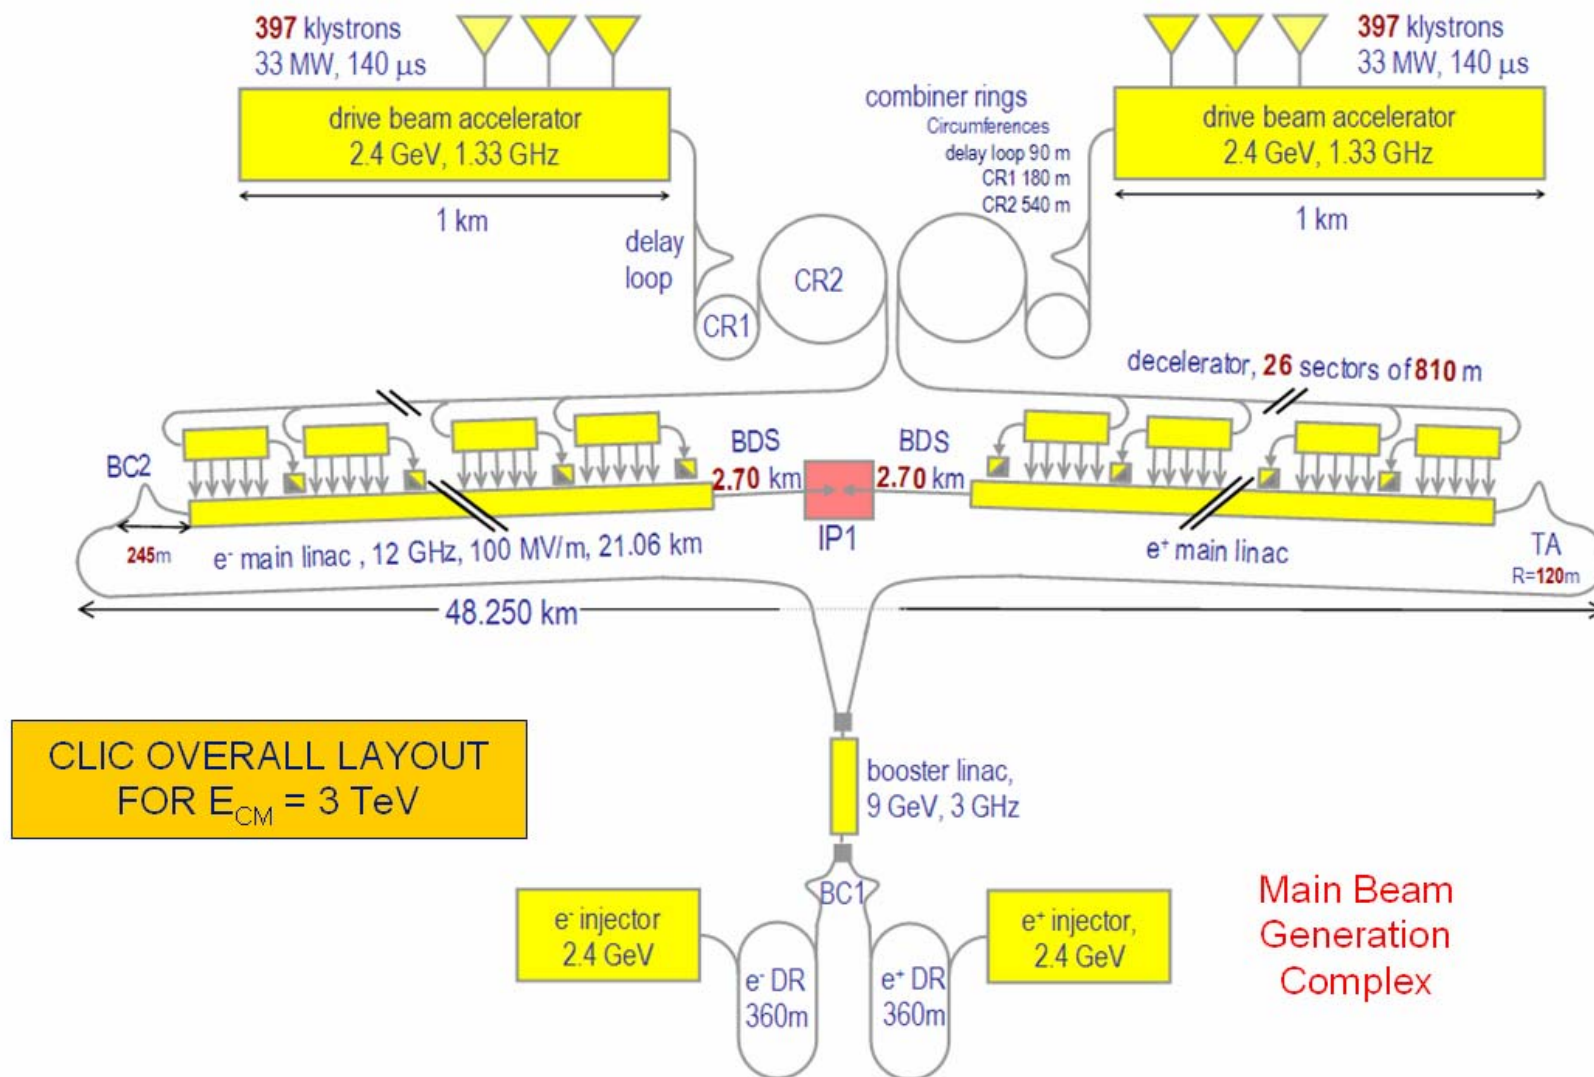 397 klystrons
33 MW, 140 μs
drive beam accelerator
2.4 GeV, 1.33 GHz
1 km
combiner rings
Circumferences
delay loop 90 m
CR1 180 m
CR2 540 m
397 klystrons
33 MW, 140 μs
drive beam accelerator
2.4 GeV, 1.33 GHz
1 km
delay
loop
CR1
CR2
decelerator, 26 sectors of 810 m
BC2
245m
BDS
2.70 km
BDS
2.70 km
IP1
e⁻ main linac , 12 GHz, 100 MV/m, 21.06 km
e⁺ main linac
TA
R=120m
48.250 km
CLIC OVERALL LAYOUT
FOR E_CM = 3 TeV
booster linac,
9 GeV, 3 GHz
BC1
e⁻ injector
2.4 GeV
e⁻ DR
360m
e⁺ DR
360m
e⁺ injector,
2.4 GeV
Main Beam
Generation
Complex